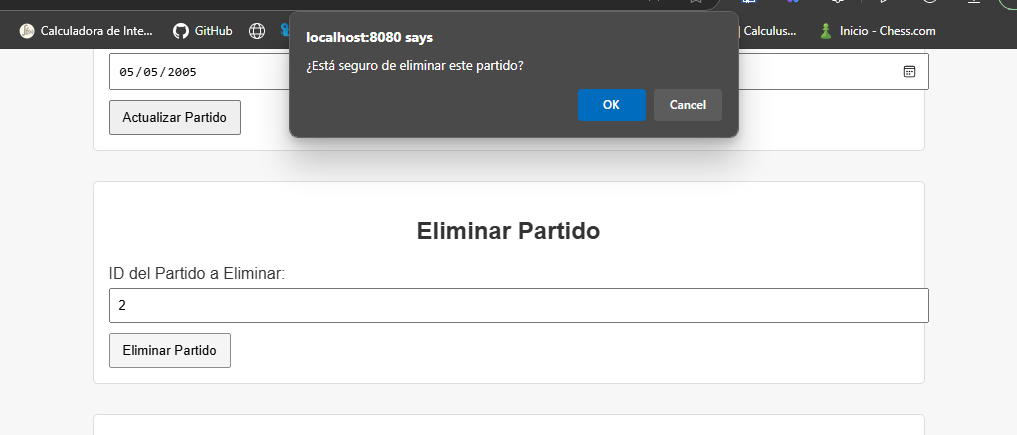 Calculadora de Inte... GitHub Calculus... Inicio - Chess.com
localhost:8080 says
¿Está seguro de eliminar este partido?
OK Cancel
05/05/2005
Actualizar Partido
Eliminar Partido
ID del Partido a Eliminar:
2
Eliminar Partido